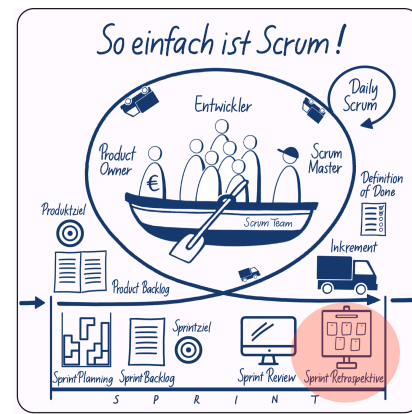 So einfach ist Scrum!
Daily
Scrum
Entwickler
Product
Owner
Scrum
Master
€
Definition
of Done
Scrum Team
Produktziel
Inkrement
Product Backlog
Sprintziel
Sprint Planning
Sprint Backlog
Sprint Review
Sprint Retrospektive
SPRINT